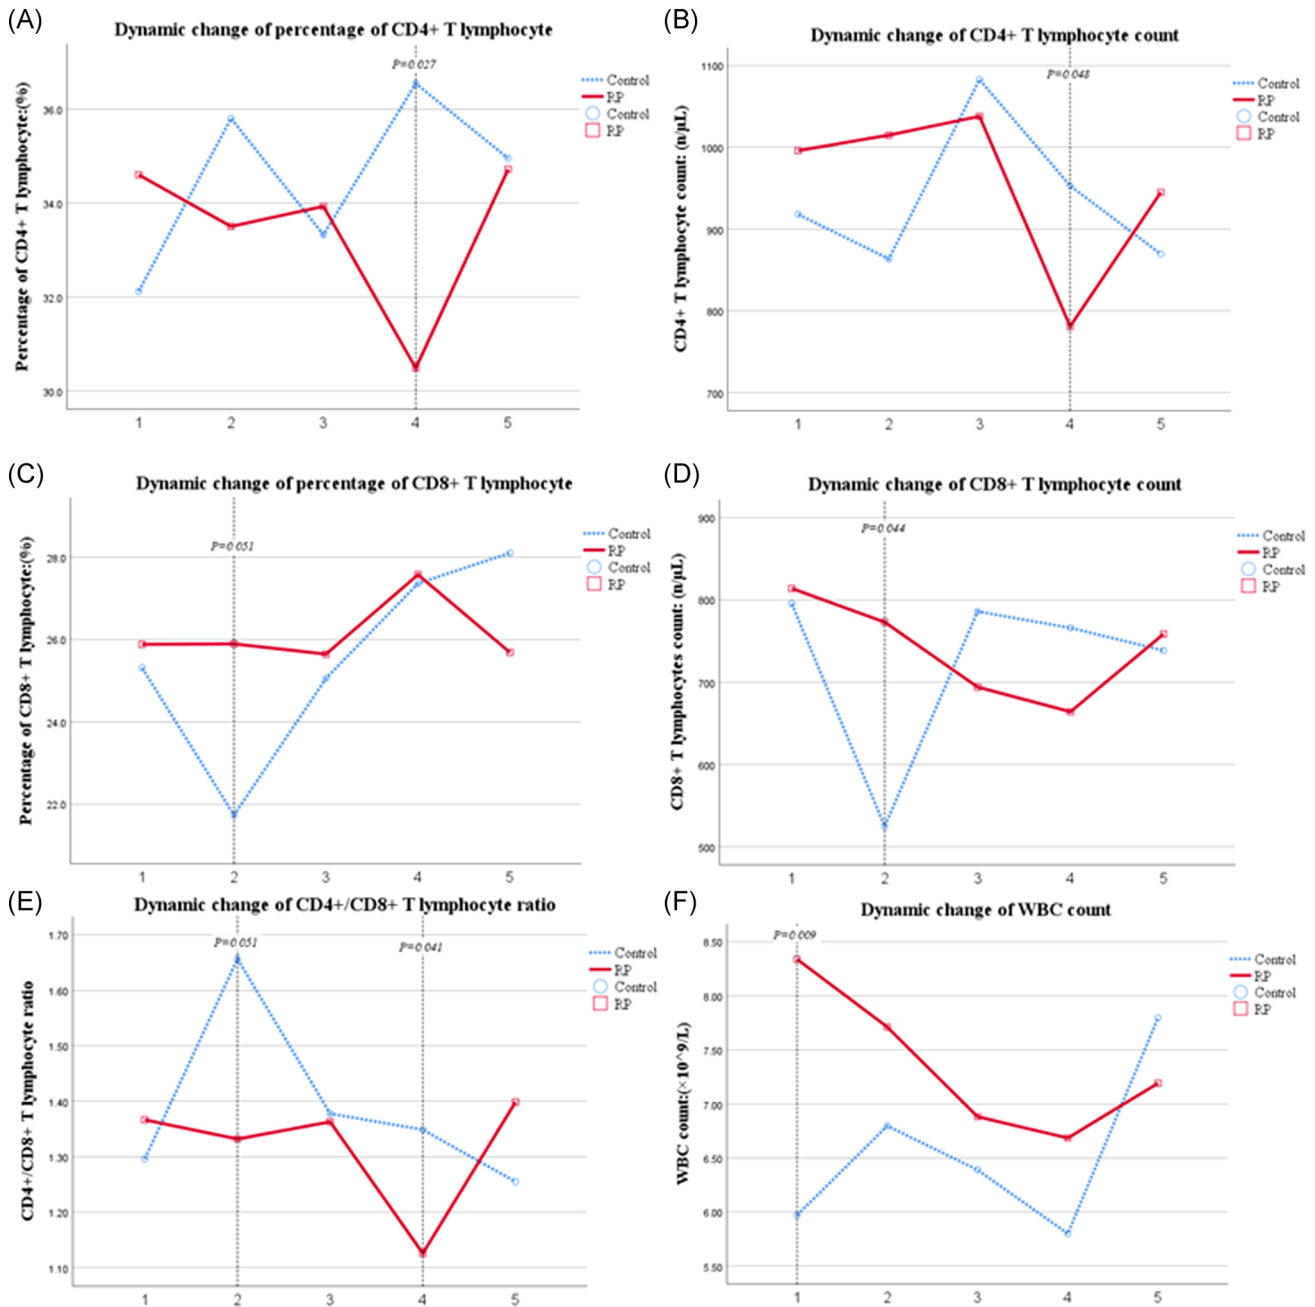 (A)
Dynamic change of percentage of CD4+ T lymphocyte
P=0.027
Percentage of CD4+ T lymphocyte:(%)
36.0
34.0
32.0
30.0
1 2 3 4 5
Control
RP
Control
RP
(B)
Dynamic change of CD4+ T lymphocyte count
P=0.048
CD4+ T lymphocyte count: (n/μL)
1100
1000
900
800
700
1 2 3 4 5
Control
RP
Control
RP
(C)
Dynamic change of percentage of CD8+ T lymphocyte
P=0.051
Percentage of CD8+ T lymphocyte:(%)
28.0
26.0
24.0
22.0
1 2 3 4 5
Control
RP
Control
RP
(D)
Dynamic change of CD8+ T lymphocyte count
P=0.044
CD8+ T lymphocytes count: (n/μL)
900
800
700
600
500
1 2 3 4 5
Control
RP
Control
RP
(E)
Dynamic change of CD4+/CD8+ T lymphocyte ratio
P=0.051
P=0.041
CD4+/CD8+ T lymphocyte ratio
1.70
1.60
1.50
1.40
1.30
1.20
1.10
1 2 3 4 5
Control
RP
Control
RP
(F)
Dynamic change of WBC count
P=0.009
WBC count:(×10^9/L)
8.50
8.00
7.50
7.00
6.50
6.00
5.50
1 2 3 4 5
Control
RP
Control
RP